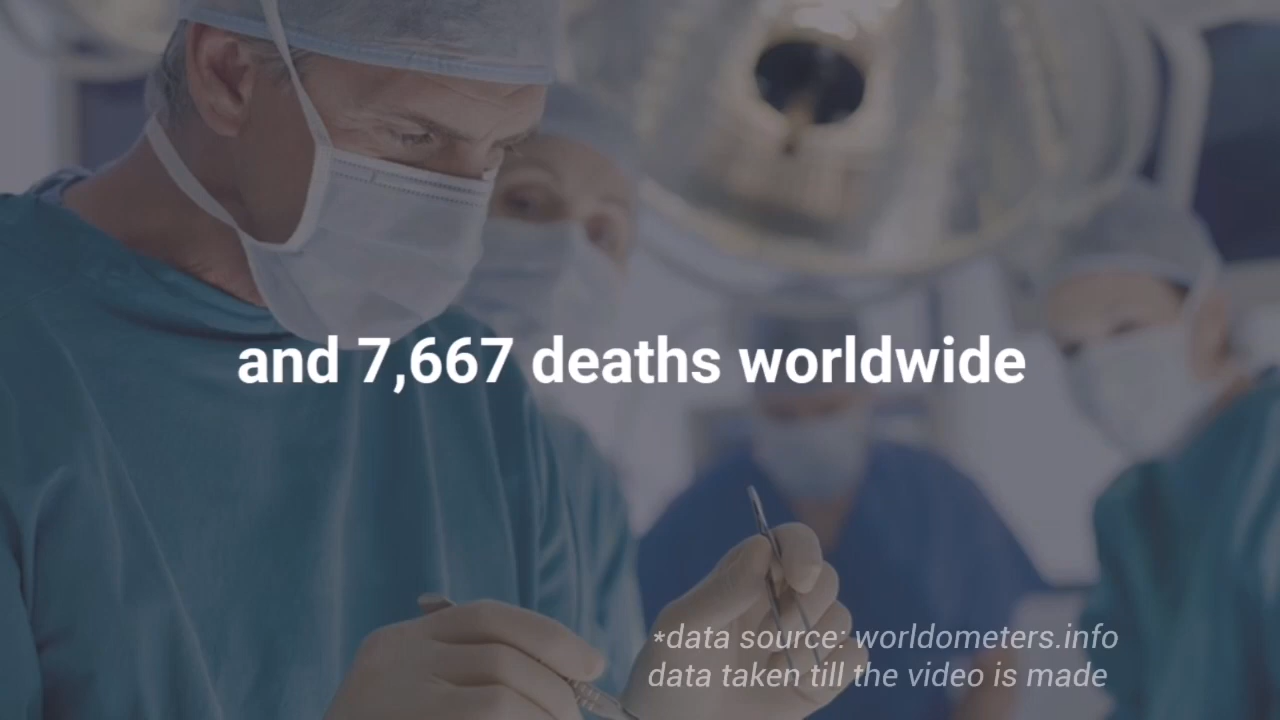 and 7,667 deaths worldwide
*data source: worldometers.info
data taken till the video is made